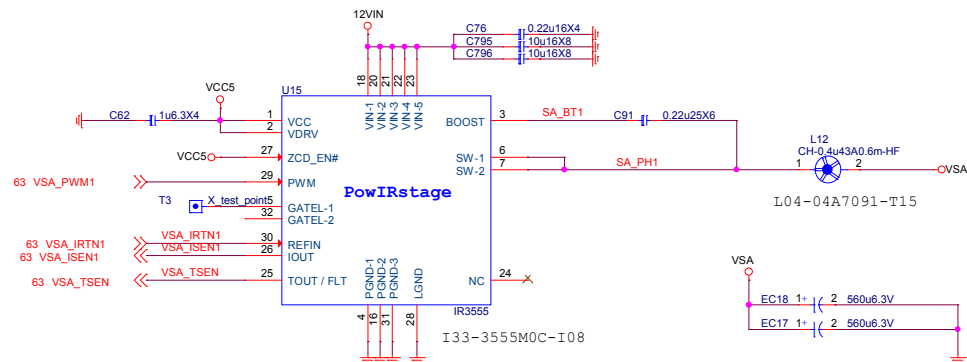 12VIN
C76 0.22u16X4
C795 10u16X8
C796 10u16X8
18 20 21 22 23
VCC5
U15
VIN-1 VIN-2 VIN-3 VIN-4 VIN-5
C62 1u6.3X4
1 VCC
2 VDRV
BOOST 3 SA_BT1 C91 0.22u25X6
VCC5 27 ZCD_EN#
SW-1 6
SW-2 7 SA_PH1
L12
CH-0.4u43A0.6m-HF
1 2 VSA
L04-04A7091-T15
63 VSA_PWM1 29 PWM
PowIRstage
T3 X_test_point 5 GATEL-1
32 GATEL-2
63 VSA_IRTN1 VSA_IRTN1 30 REFIN
63 VSA_ISEN1 VSA_ISEN1 26 IOUT
63 VSA_TSEN VSA_TSEN 25 TOUT / FLT
NC 24
PGND-1 PGND-2 PGND-3 LGND
IR3555
4 16 31 28
I33-3555M0C-I08
VSA
EC18 1+ 2 560u6.3V
EC17 1+ 2 560u6.3V